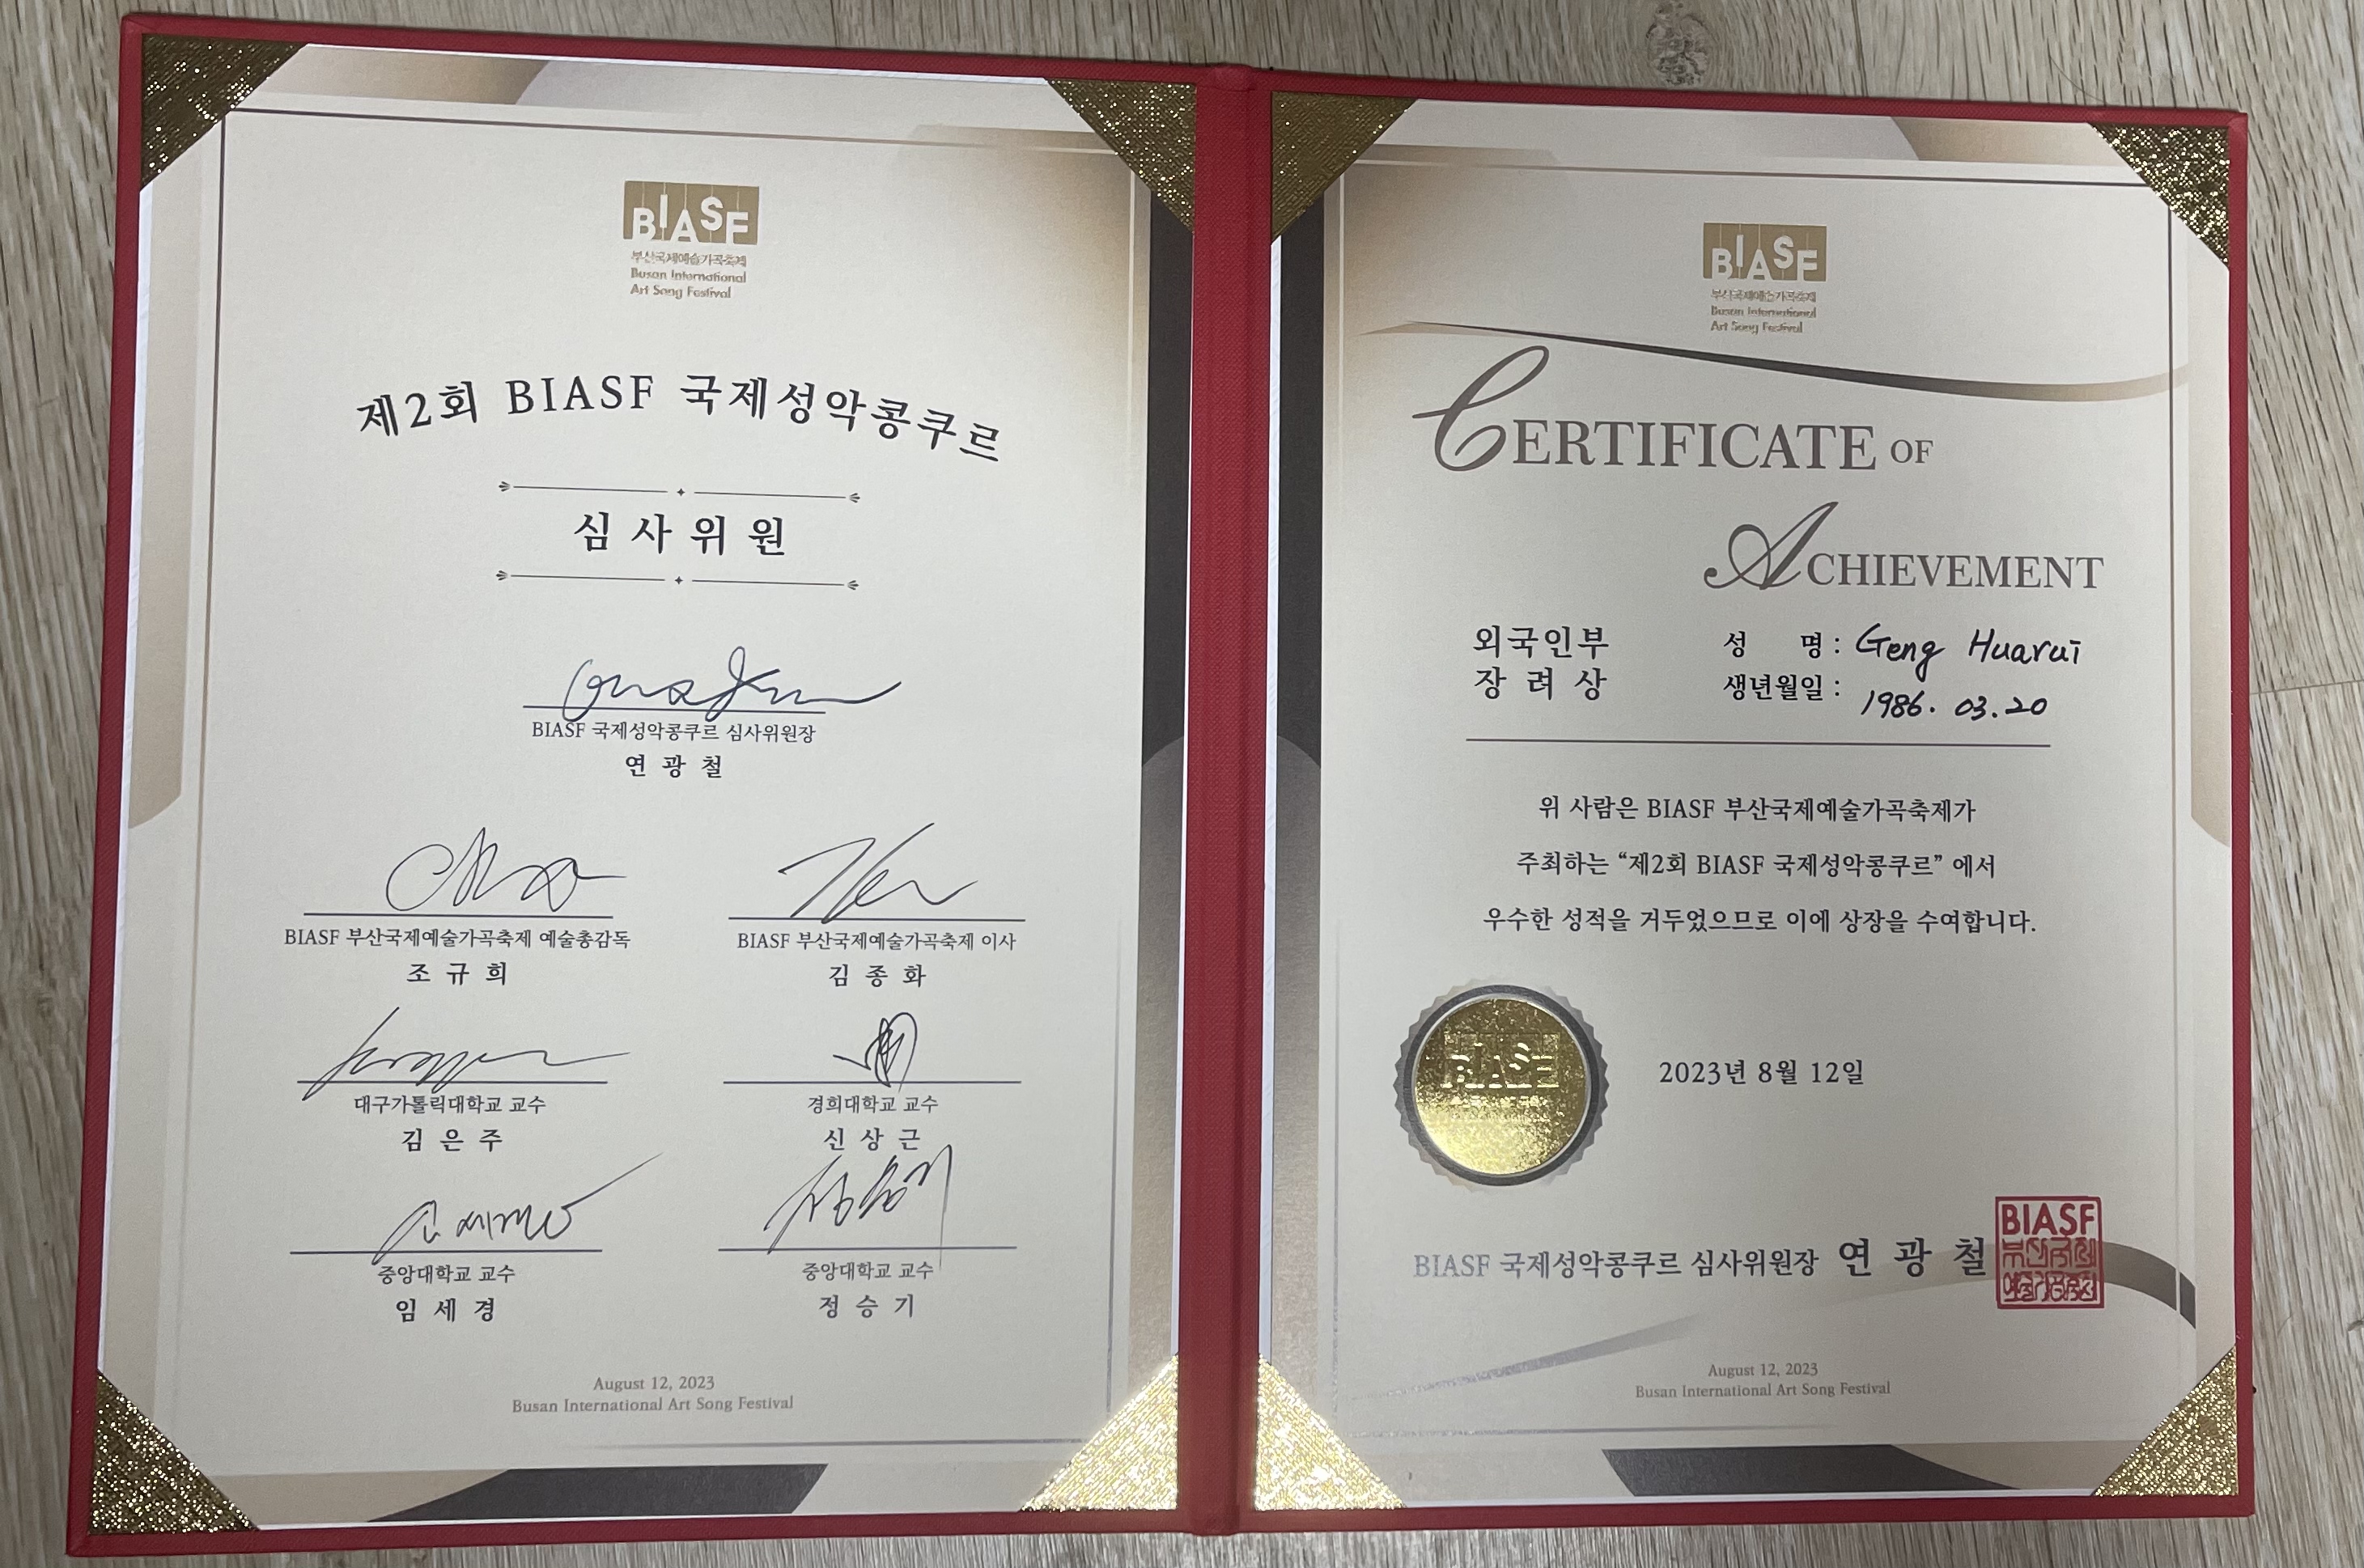 BIASF
부산국제예술가곡축제
Busan International
Art Song Festival
제2회 BIASF 국제성악콩쿠르
심사위원
BIASF 국제성악콩쿠르 심사위원장
연 광 철
BIASF 부산국제예술가곡축제 예술총감독
조 규 희
BIASF 부산국제예술가곡축제 이사
김 종 화
대구가톨릭대학교 교수
김 은 주
경희대학교 교수
신 상 근
중앙대학교 교수
임 세 경
중앙대학교 교수
정 승 기
August 12, 2023
Busan International Art Song Festival
BIASF
부산국제예술가곡축제
Busan International
Art Song Festival
CERTIFICATE OF
ACHIEVEMENT
외국인부
장 려 상
성 명 : Geng Huarui
생년월일 : 1986. 03.20
위 사람은 BIASF 부산국제예술가곡축제가
주최하는 “제2회 BIASF 국제성악콩쿠르” 에서
우수한 성적을 거두었으므로 이에 상장을 수여합니다.
BIASF
2023년 8월 12일
BIASF 국제성악콩쿠르 심사위원장 연 광 철
BIASF
부산국제
예술가곡축제
August 12, 2023
Busan International Art Song Festival